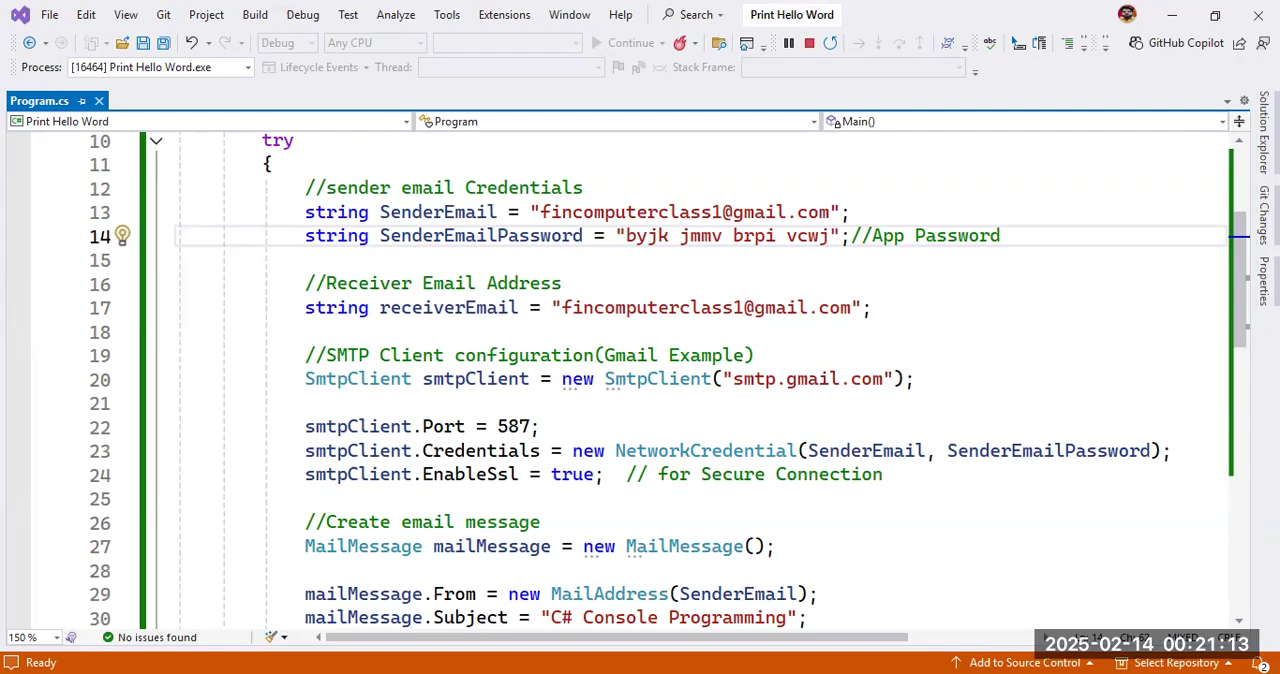 File Edit View Git Project Build Debug Test Analyze Tools Extensions Window Help Search Print Hello Word
Debug Any CPU Continue GitHub Copilot
Process: [16464] Print Hello Word.exe Lifecycle Events Thread: Stack Frame:
Program.cs
Print Hello Word Program Main()
10 try
11 {
12 //sender email Credentials
13 string SenderEmail = "fincomputerclass1@gmail.com";
14 string SenderEmailPassword = "byjk jmmv brpi vcwj";//App Password
15
16 //Receiver Email Address
17 string receiverEmail = "fincomputerclass1@gmail.com";
18
19 //SMTP Client configuration(Gmail Example)
20 SmtpClient smtpClient = new SmtpClient("smtp.gmail.com");
21
22 smtpClient.Port = 587;
23 smtpClient.Credentials = new NetworkCredential(SenderEmail, SenderEmailPassword);
24 smtpClient.EnableSsl = true; // for Secure Connection
25
26 //Create email message
27 MailMessage mailMessage = new MailMessage();
28
29 mailMessage.From = new MailAddress(SenderEmail);
30 mailMessage.Subject = "C# Console Programming";
Solution Explorer
Git Changes
Properties
150 % No issues found
2025-02-14 00:21:13
Ready Add to Source Control Select Repository 2